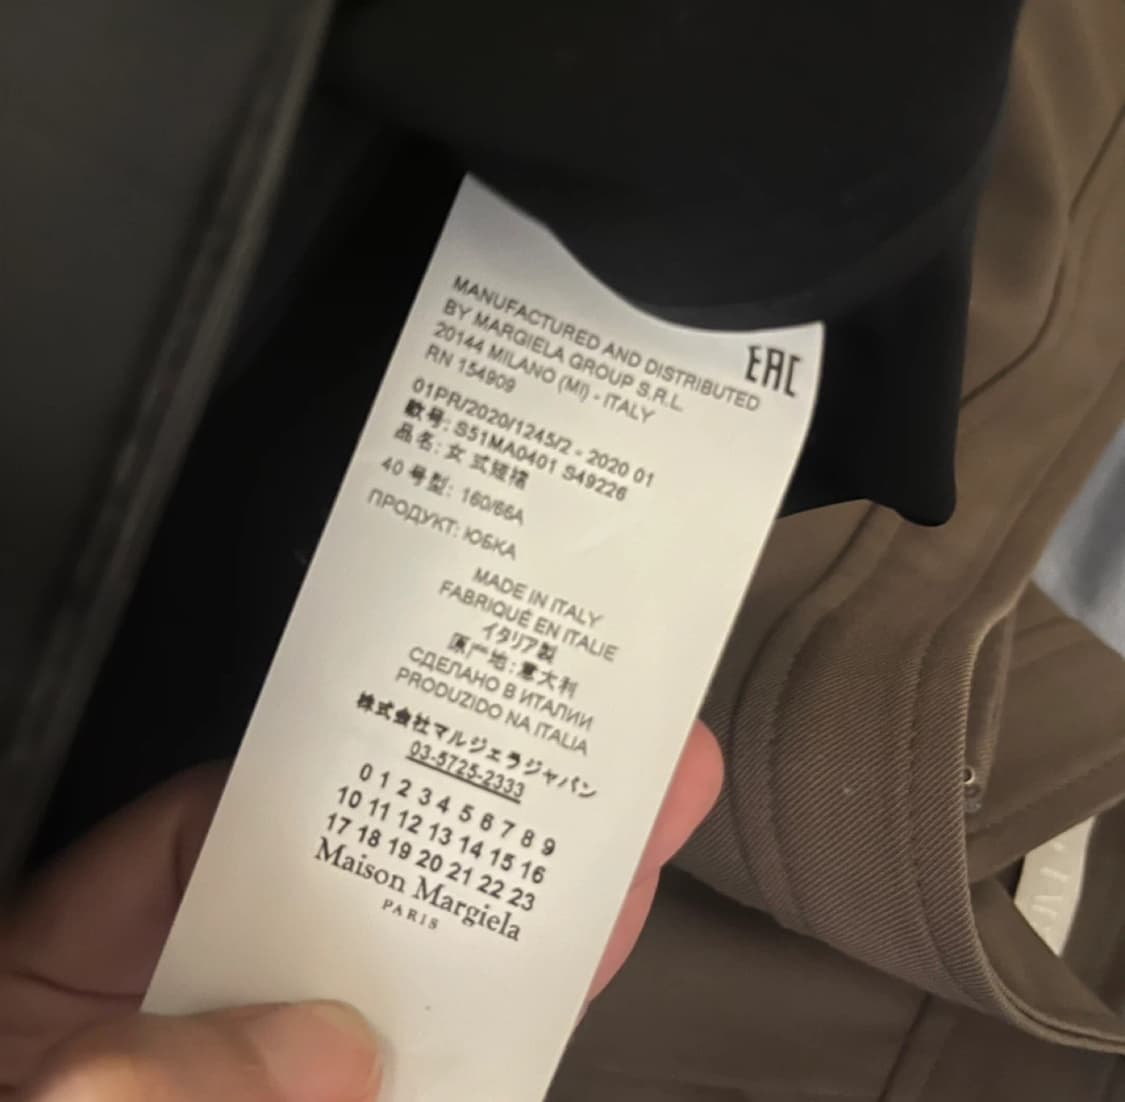 MANUFACTURED AND DISTRIBUTED
BY MARGIELA GROUP S.R.L.
20144 MILANO (MI) - ITALY
RN 154909
EAC
01PR/2020/1245/2 - 2020 01
款号: S51MA0401 S49226
品名: 女式短裙
40 号型: 160/66A
ПРОДУКТ: ЮБКА
MADE IN ITALY
FABRIQUÉ EN ITALIE
イタリア製
原产地:意大利
СДЕЛАНО В ИТАЛИИ
PRODUZIDO NA ITALIA
株式会社マルジェラジャパン
03-5725-2333
0 1 2 3 4 5 6 7 8 9
10 11 12 13 14 15 16
17 18 19 20 21 22 23
Maison Margiela
PARIS